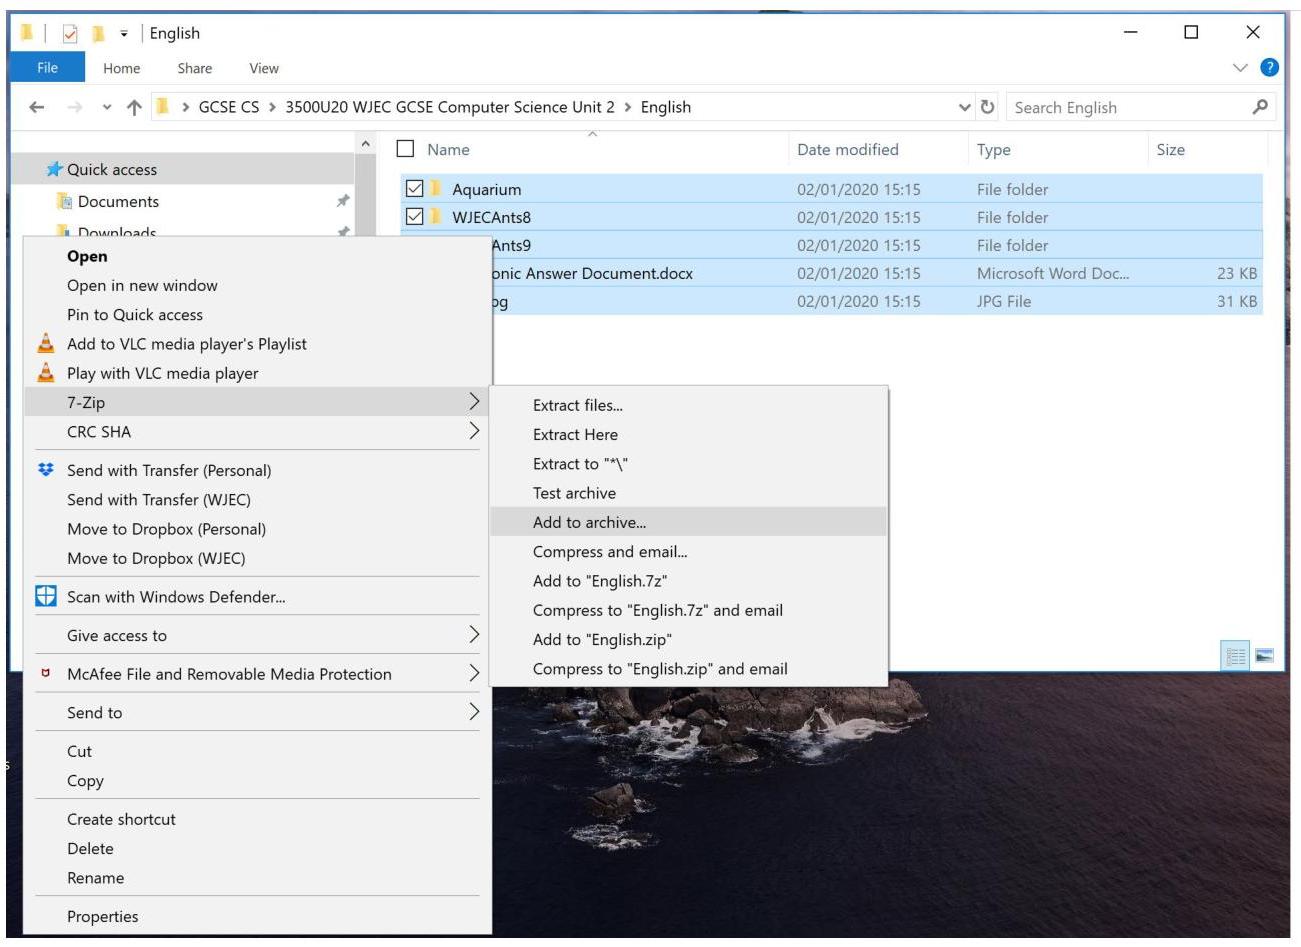 English
File Home Share View
GCSE CS 3500U20 WJEC GCSE Computer Science Unit 2 English Search English
Name Date modified Type Size
Quick access
Documents
Downloads
Aquarium 02/01/2020 15:15 File folder
WJECAnts8 02/01/2020 15:15 File folder
Ants9 02/01/2020 15:15 File folder
onic Answer Document.docx 02/01/2020 15:15 Microsoft Word Doc... 23 KB
pg 02/01/2020 15:15 JPG File 31 KB
Open
Open in new window
Pin to Quick access
Add to VLC media player's Playlist
Play with VLC media player
7-Zip
CRC SHA
Send with Transfer (Personal)
Send with Transfer (WJEC)
Move to Dropbox (Personal)
Move to Dropbox (WJEC)
Scan with Windows Defender...
Give access to
McAfee File and Removable Media Protection
Send to
Cut
Copy
Create shortcut
Delete
Rename
Properties
Extract files...
Extract Here
Extract to "*\"
Test archive
Add to archive...
Compress and email...
Add to "English.7z"
Compress to "English.7z" and email
Add to "English.zip"
Compress to "English.zip" and email